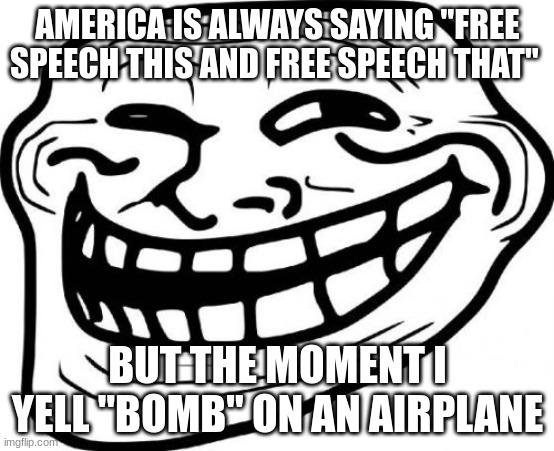 AMERICA IS ALWAYS SAYING "FREE
SPEECH THIS AND FREE SPEECH THAT"
BUT THE MOMENT I
YELL "BOMB" ON AN AIRPLANE
imgflip.com